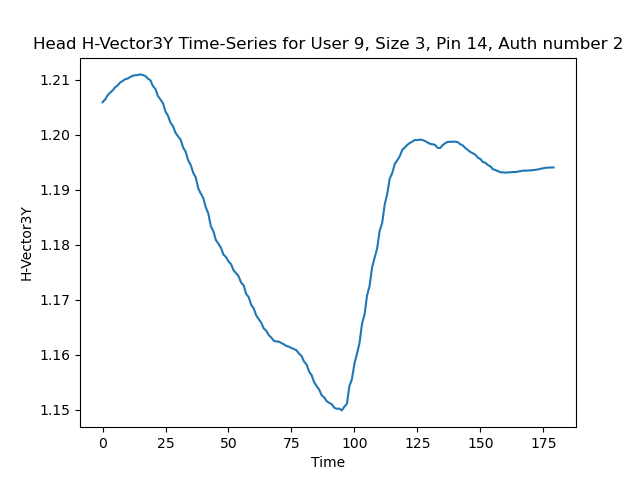 Head H-Vector3Y Time-Series for User 9, Size 3, Pin 14, Auth number 2
1.21
1.20
1.19
1.18
1.17
1.16
1.15
H-Vector3Y
0 25 50 75 100 125 150 175
Time